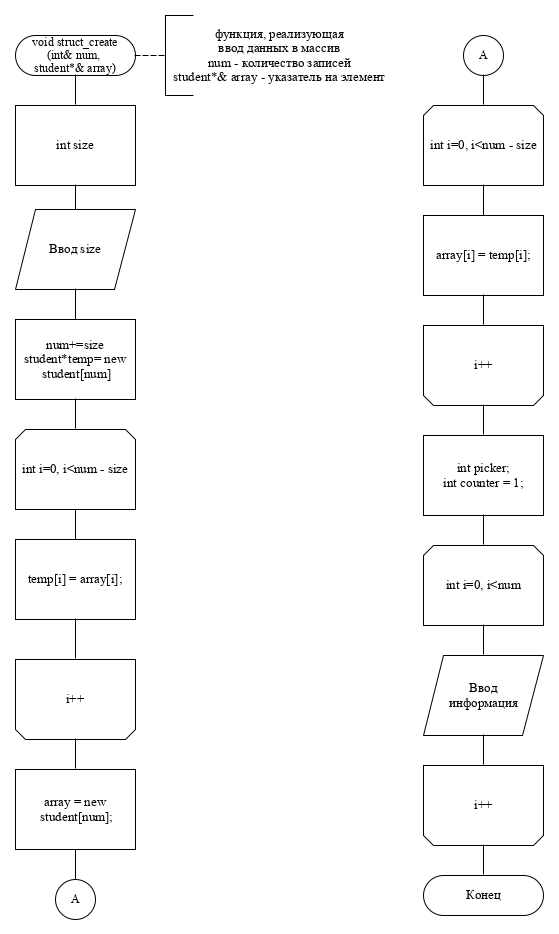 void struct_create
(int& num,
student*& array)
функция, реализующая
ввод данных в массив
num - количество записей
student*& array - указатель на элемент
int size
Ввод size
num+=size
student*temp= new
student[num]
int i=0, i<num - size
temp[i] = array[i];
i++
array = new
student[num];
A
A
int i=0, i<num - size
array[i] = temp[i];
i++
int picker;
int counter = 1;
int i=0, i<num
Ввод
информация
i++
Конец